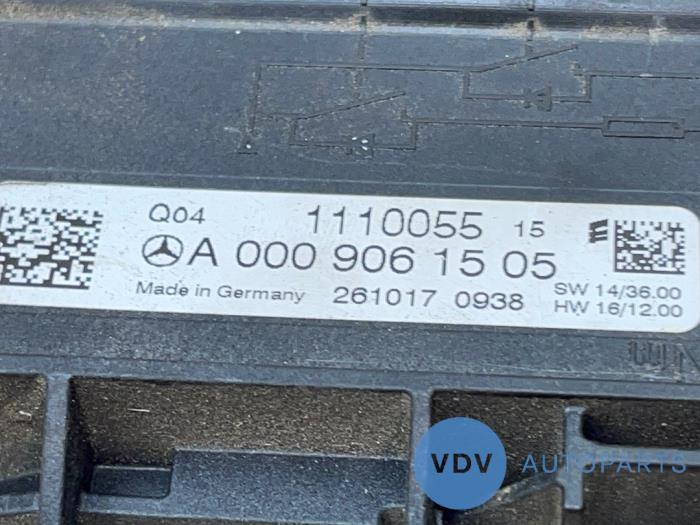 Q04 1110055 15
A 000 906 15 05
Made in Germany 261017 0938
SW 14/36.00
HW 16/12.00
VDV AUTOPARTS